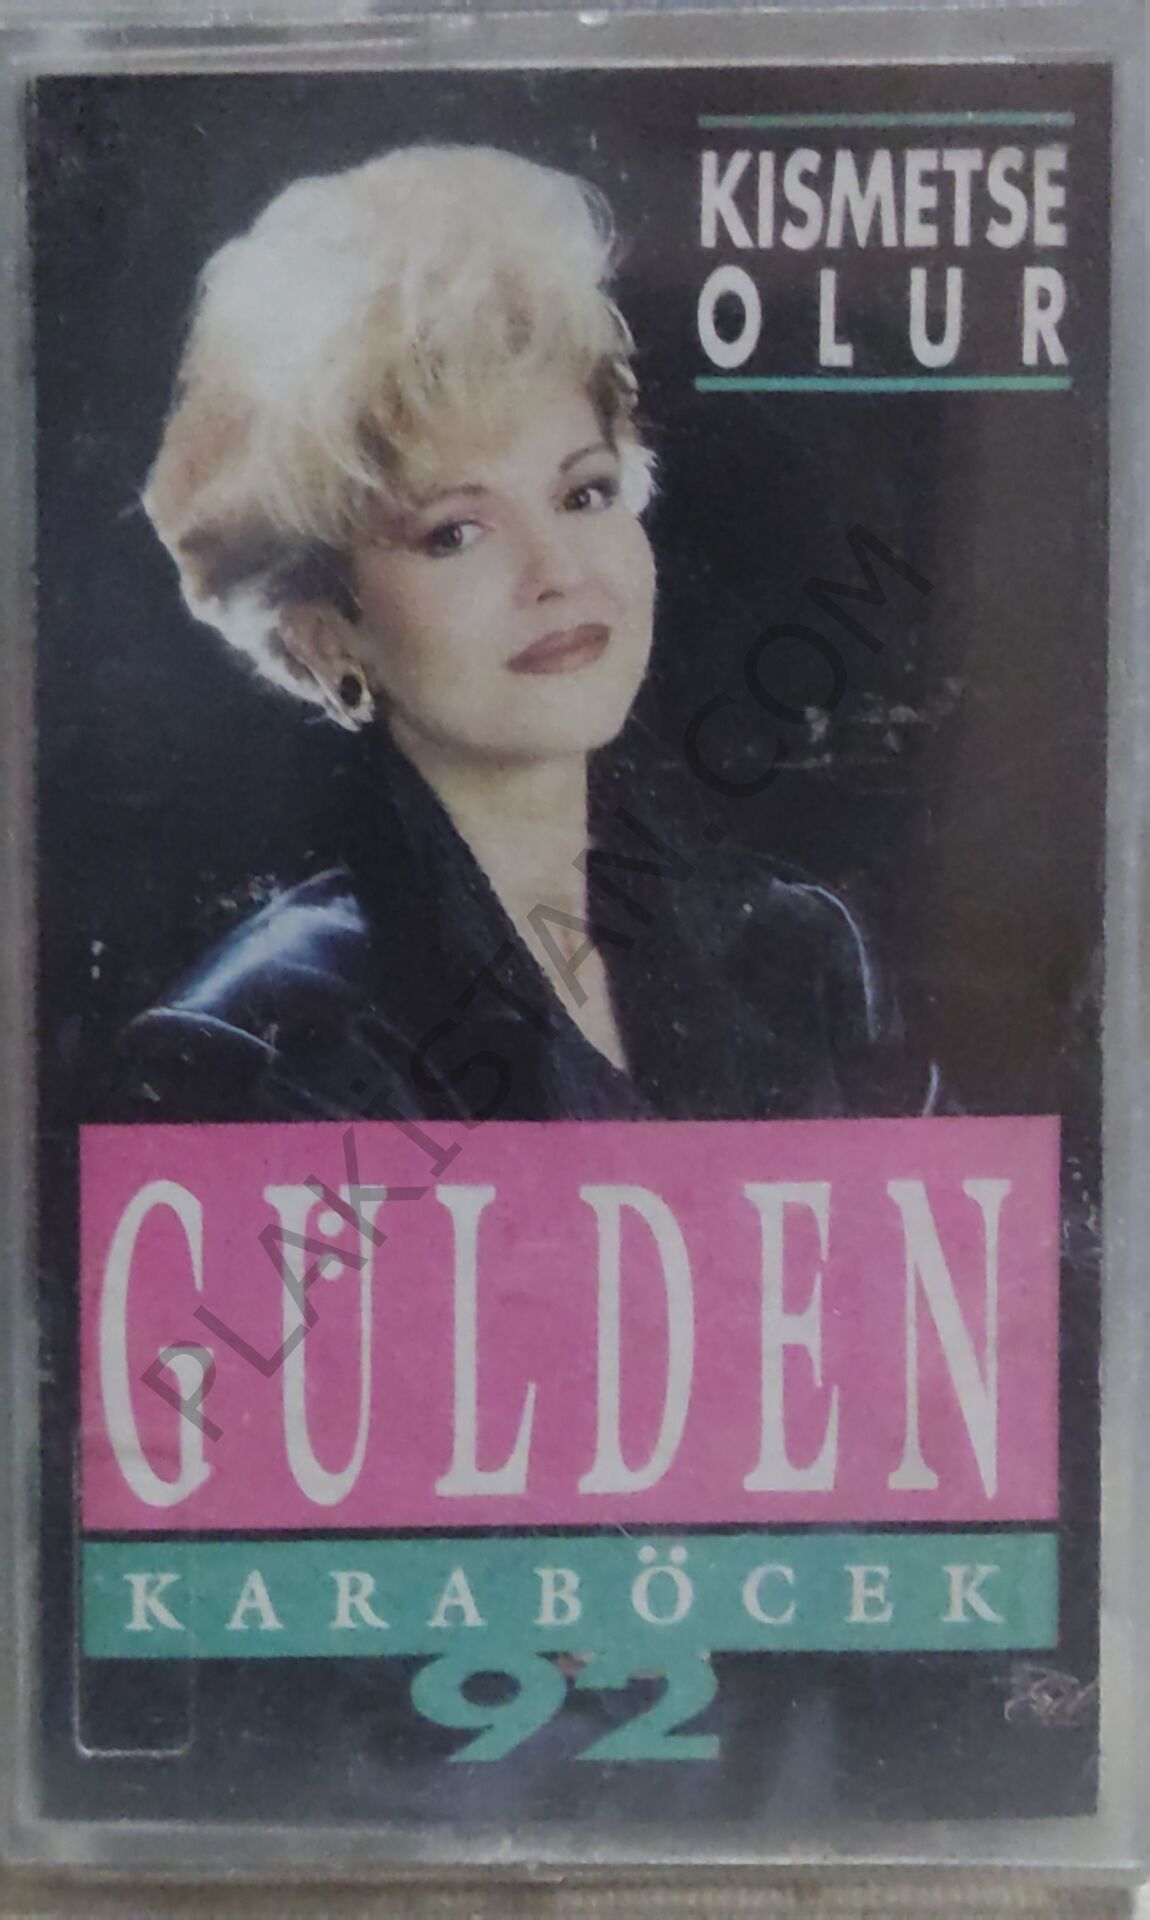 KISMETSE
OLUR
PLAKİSTAN.COM
GÜLDEN
KARABÖCEK
92